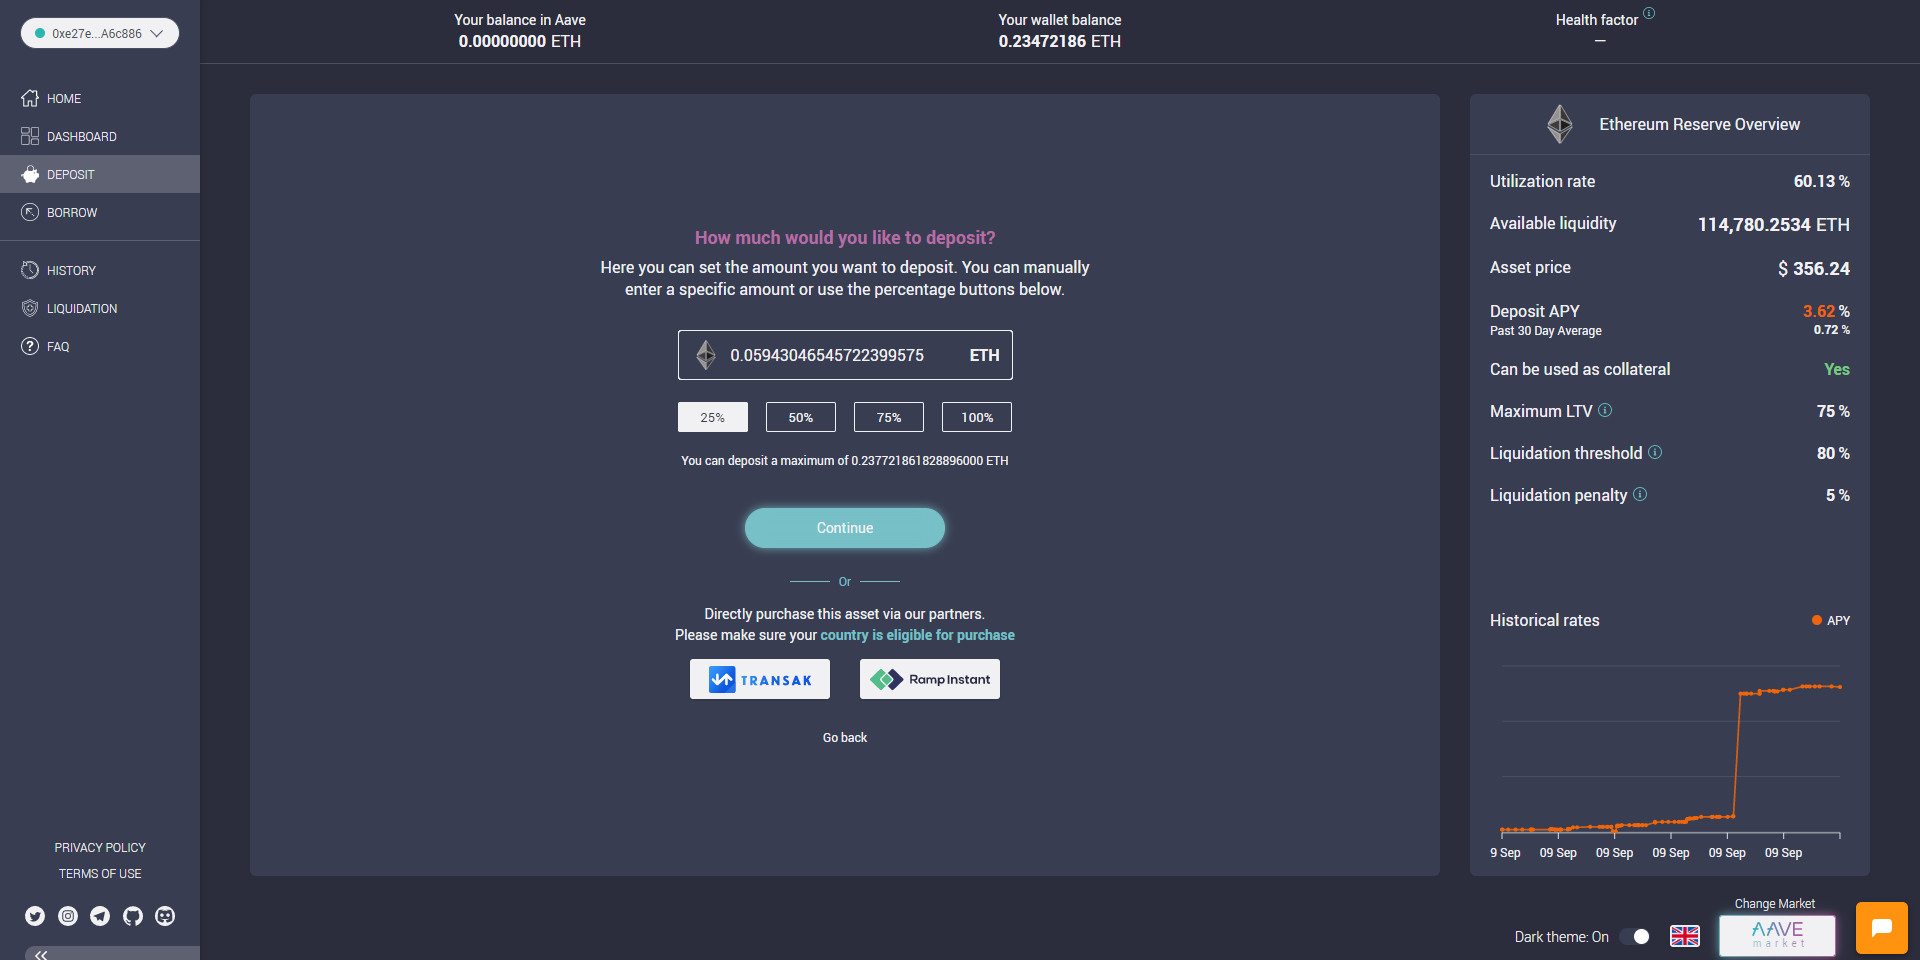 0xe27e...A6c886
HOME
DASHBOARD
DEPOSIT
BORROW
HISTORY
LIQUIDATION
FAQ
PRIVACY POLICY
TERMS OF USE
Your balance in Aave
0.00000000 ETH
Your wallet balance
0.23472186 ETH
Health factor
—
How much would you like to deposit?
Here you can set the amount you want to deposit. You can manually
enter a specific amount or use the percentage buttons below.
0.05943046545722399575 ETH
25% 50% 75% 100%
You can deposit a maximum of 0.237721861828896000 ETH
Continue
Or
Directly purchase this asset via our partners.
Please make sure your country is eligible for purchase
TRANSAK
Ramp Instant
Go back
Ethereum Reserve Overview
Utilization rate 60.13 %
Available liquidity 114,780.2534 ETH
Asset price $ 356.24
Deposit APY 3.62 %
Past 30 Day Average 0.72 %
Can be used as collateral Yes
Maximum LTV 75 %
Liquidation threshold 80 %
Liquidation penalty 5 %
Historical rates APY
9 Sep 09 Sep 09 Sep 09 Sep 09 Sep 09 Sep
Change Market
Dark theme: On
AAVE
market